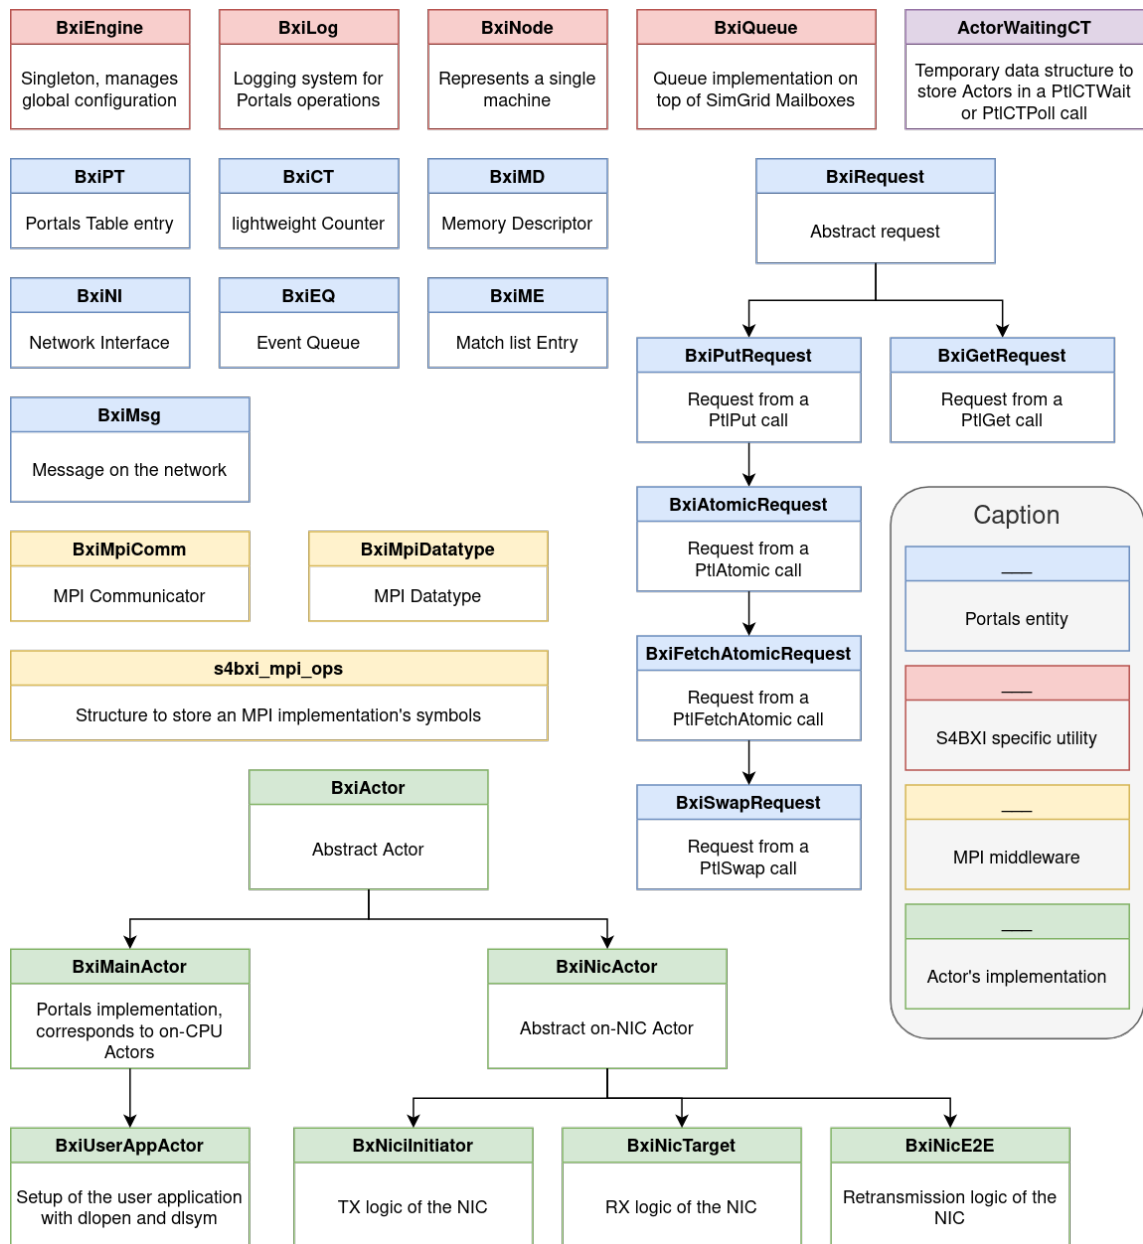 BxiEngine
Singleton, manages
global configuration
BxiLog
Logging system for
Portals operations
BxiNode
Represents a single
machine
BxiQueue
Queue implementation on
top of SimGrid Mailboxes
ActorWaitingCT
Temporary data structure to
store Actors in a PtlCTWait
or PtlCTPoll call
BxiPT
Portals Table entry
BxiCT
lightweight Counter
BxiMD
Memory Descriptor
BxiRequest
Abstract request
BxiNI
Network Interface
BxiEQ
Event Queue
BxiME
Match list Entry
BxiPutRequest
Request from a
PtlPut call
BxiGetRequest
Request from a
PtlGet call
BxiMsg
Message on the network
BxiAtomicRequest
Request from a
PtlAtomic call
BxiMpiComm
MPI Communicator
BxiMpiDatatype
MPI Datatype
BxiFetchAtomicRequest
Request from a
PtlFetchAtomic call
s4bxi_mpi_ops
Structure to store an MPI implementation's symbols
BxiSwapRequest
Request from a
PtlSwap call
Caption
___
Portals entity
___
S4BXI specific utility
___
MPI middleware
___
Actor's implementation
BxiActor
Abstract Actor
BxiMainActor
Portals implementation,
corresponds to on-CPU
Actors
BxiNicActor
Abstract on-NIC Actor
BxiUserAppActor
Setup of the user application
with dlopen and dlsym
BxNicilnitiator
TX logic of the NIC
BxiNicTarget
RX logic of the NIC
BxiNicE2E
Retransmission logic of the
NIC